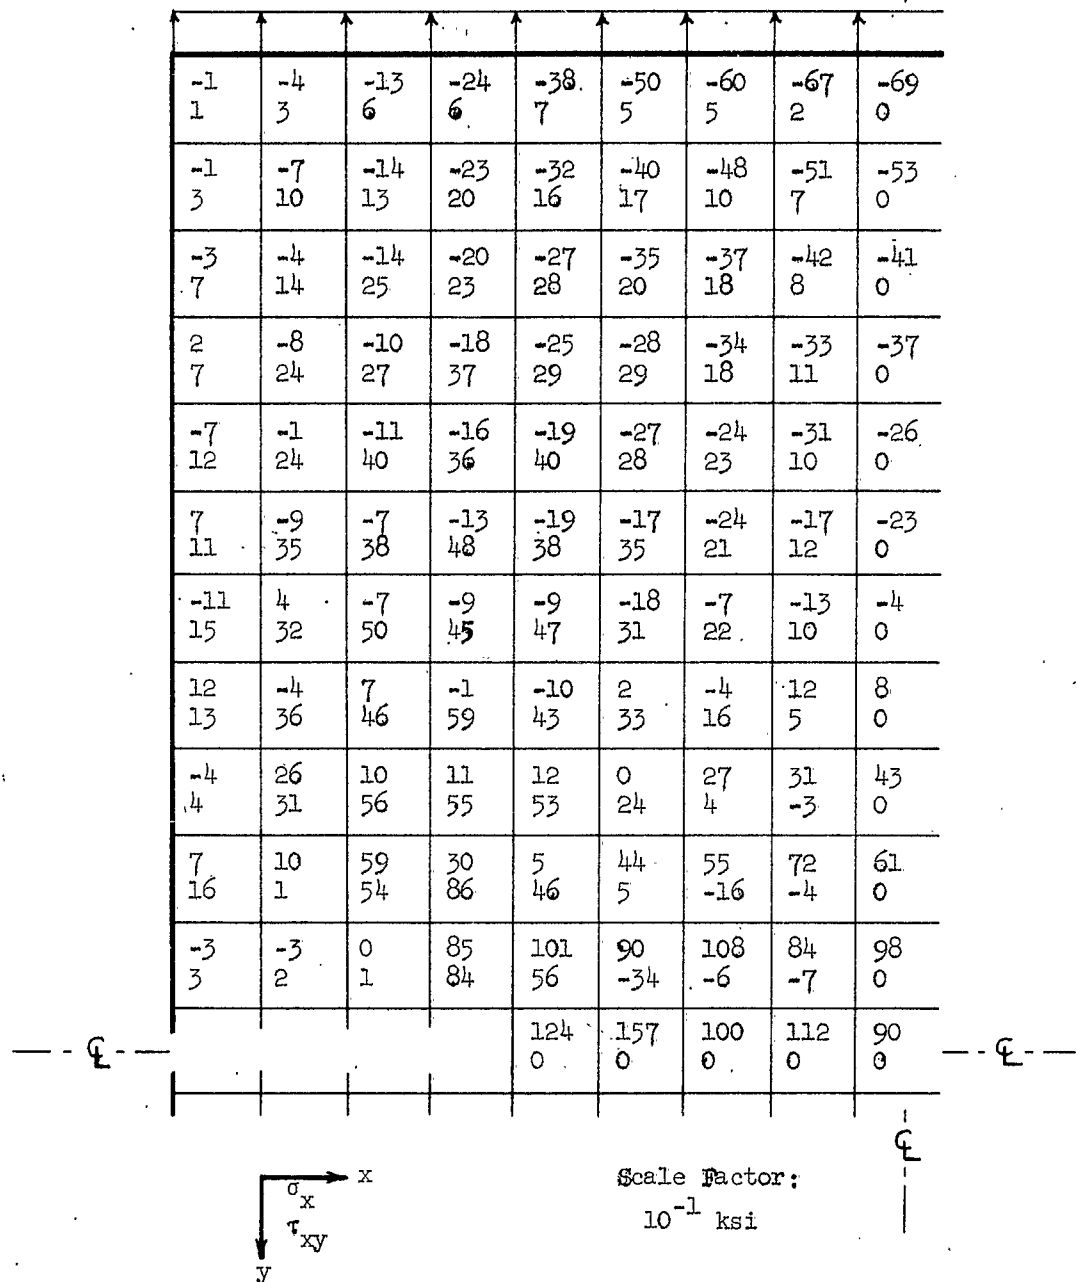 -1 -4 -13 -24 -38 -50 -60 -67 -69
1 3 6 6 7 5 5 2 0
-1 -7 -14 -23 -32 -40 -48 -51 -53
3 10 13 20 16 17 10 7 0
-3 -4 -14 -20 -27 -35 -37 -42 -41
7 14 25 23 28 20 18 8 0
2 -8 -10 -18 -25 -28 -34 -33 -37
7 24 27 37 29 29 18 11 0
-7 -1 -11 -16 -19 -27 -24 -31 -26
12 24 40 36 40 28 23 10 0
7 -9 -7 -13 -19 -17 -24 -17 -23
11 35 38 48 38 35 21 12 0
-11 4 -7 -9 -9 -18 -7 -13 -4
15 32 50 45 47 31 22 10 0
12 -4 7 -1 -10 2 -4 12 8
13 36 46 59 43 33 16 5 0
-4 26 10 11 12 0 27 31 43
4 31 56 55 53 24 4 -3 0
7 10 59 30 5 44 55 72 61
16 1 54 86 46 5 -16 -4 0
-3 -3 0 85 101 90 108 84 98
3 2 1 84 56 -34 -6 -7 0
124 157 100 112 90
℄ 0 0 0 0 0 ℄
℄
σx x
τxy
y
Scale Factor:
10^-1 ksi